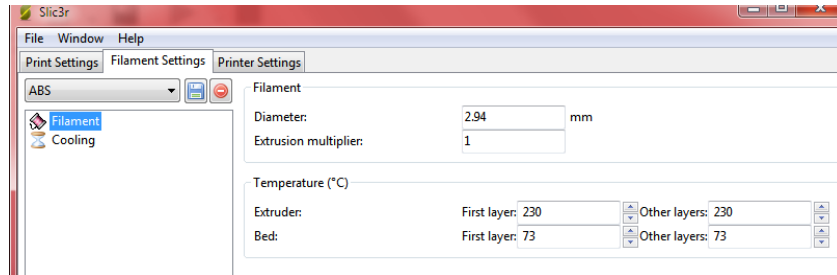 Slic3r
File Window Help
Print Settings Filament Settings Printer Settings
ABS
Filament
Cooling
Filament
Diameter: 2.94 mm
Extrusion multiplier: 1
Temperature (°C)
Extruder: First layer: 230 Other layers: 230
Bed: First layer: 73 Other layers: 73